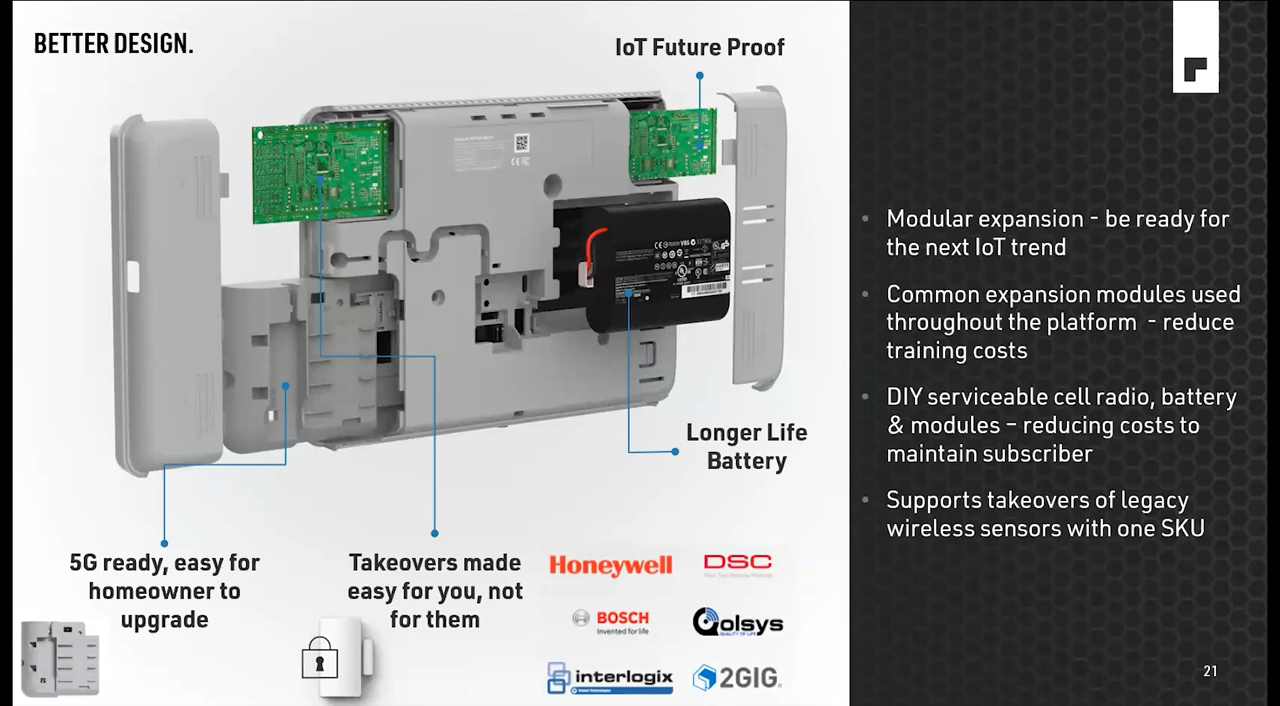 BETTER DESIGN.
IoT Future Proof
Longer Life
Battery
5G ready, easy for
homeowner to
upgrade
Takeovers made
easy for you, not
for them
Honeywell
DSC
BOSCH
Invented for life
Qolsys
QUALITY OF LIFE
interlogix
2GIG.
• Modular expansion - be ready for
the next IoT trend
• Common expansion modules used
throughout the platform - reduce
training costs
• DIY serviceable cell radio, battery
& modules – reducing costs to
maintain subscriber
• Supports takeovers of legacy
wireless sensors with one SKU
21